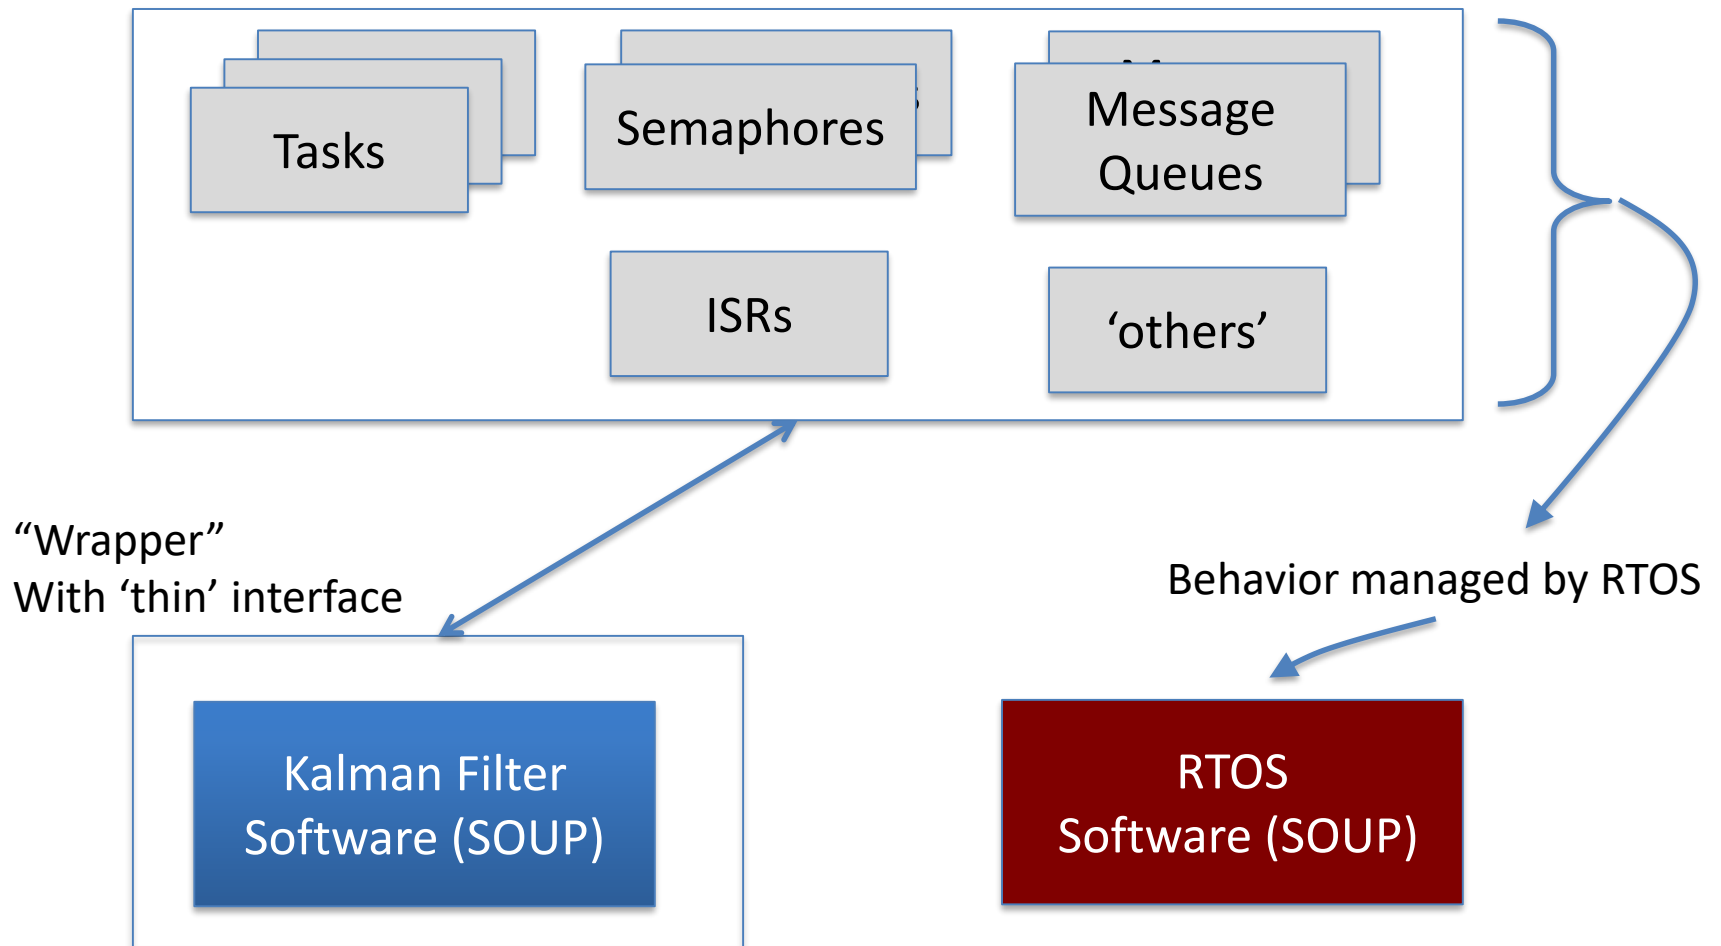 Tasks
Semaphores
Message
Queues
ISRs
‘others’
“Wrapper”
With ‘thin’ interface
Behavior managed by RTOS
Kalman Filter
Software (SOUP)
RTOS
Software (SOUP)